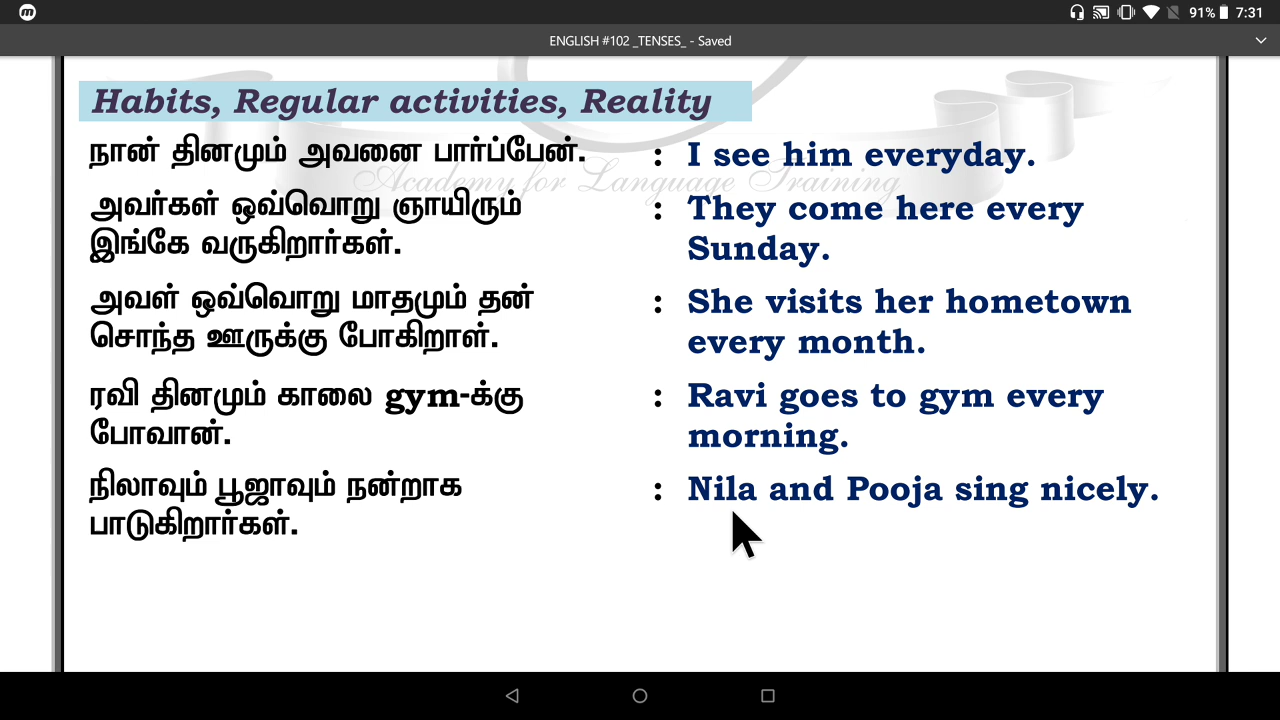 m
91% 7:31
ENGLISH #102 _TENSES_ - Saved
Habits, Regular activities, Reality
நான் தினமும் அவனை பார்ப்பேன். : I see him everyday.
Academy for Language Training
அவர்கள் ஒவ்வொறு ஞாயிரும் : They come here every
இங்கே வருகிறார்கள். Sunday.
அவள் ஒவ்வொறு மாதமும் தன் : She visits her hometown
சொந்த ஊருக்கு போகிறாள். every month.
ரவி தினமும் காலை gym-க்கு : Ravi goes to gym every
போவான். morning.
நிலாவும் பூஜாவும் நன்றாக : Nila and Pooja sing nicely.
பாடுகிறார்கள்.